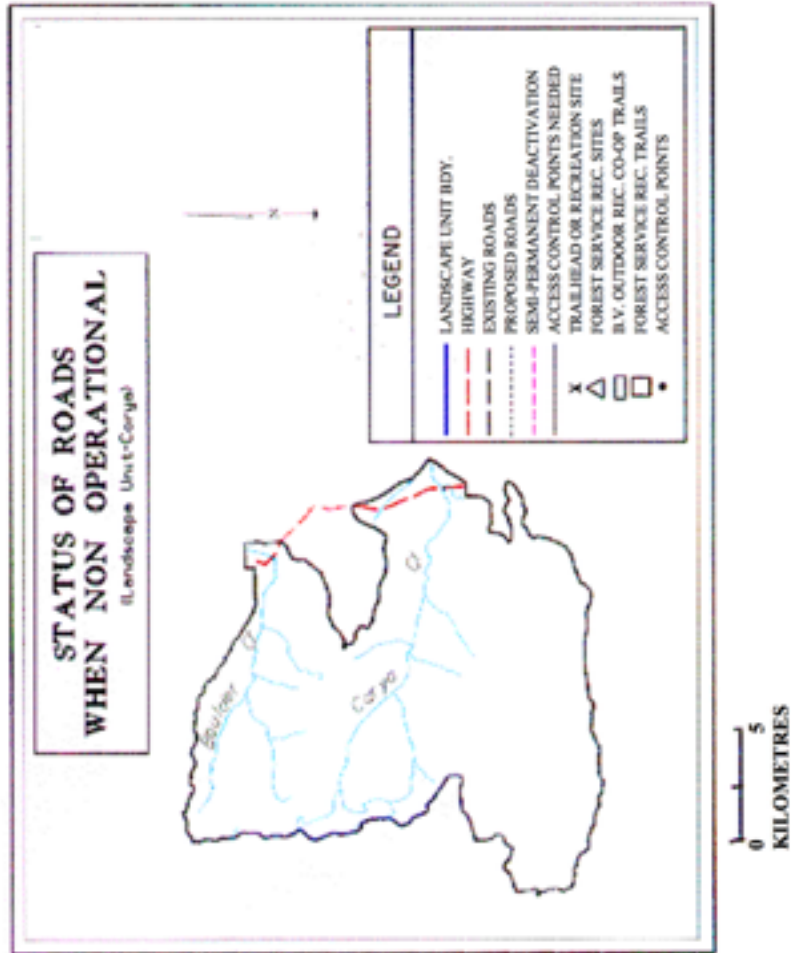 STATUS OF ROADS
WHEN NON OPERATIONAL
(Landscape Unit-Corya)
N
Boulder
Cr
Corya
Cr
LEGEND
LANDSCAPE UNIT BDY.
HIGHWAY
EXISTING ROADS
PROPOSED ROADS
SEMI-PERMANENT DEACTIVATION
ACCESS CONTROL POINTS NEEDED
X TRAILHEAD OR RECREATION SITE
FOREST SERVICE REC. SITES
B.V. OUTDOOR REC. CO-OP TRAILS
FOREST SERVICE REC. TRAILS
ACCESS CONTROL POINTS
0 5
KILOMETRES